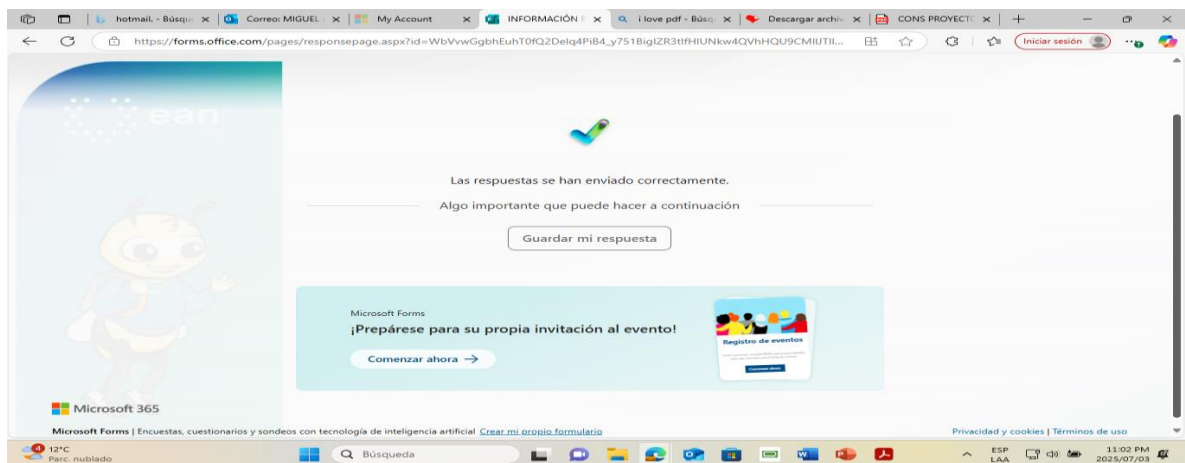 hotmail. - Búsqu
Correo: MIGUEL
My Account
INFORMACIÓN
i love pdf - Búsq
Descargar archiv
CONS PROYECT
https://forms.office.com/pages/responsepage.aspx?id=WbVvwGgbhEuhT0fQ2DeIq4PiB4_y751BigIZR3tIfHlUNkw4QVhHQU9CMlUTII...
Iniciar sesión
ean
Las respuestas se han enviado correctamente.
Algo importante que puede hacer a continuación
Guardar mi respuesta
Microsoft Forms
¡Prepárese para su propia invitación al evento!
Comenzar ahora →
Registro de eventos
Microsoft 365
Microsoft Forms | Encuestas, cuestionarios y sondeos con tecnología de inteligencia artificial Crear mi propio formulario
Privacidad y cookies | Términos de uso
4
12°C
Parc. nublado
Búsqueda
ESP
LAA
11:02 PM
2025/07/03